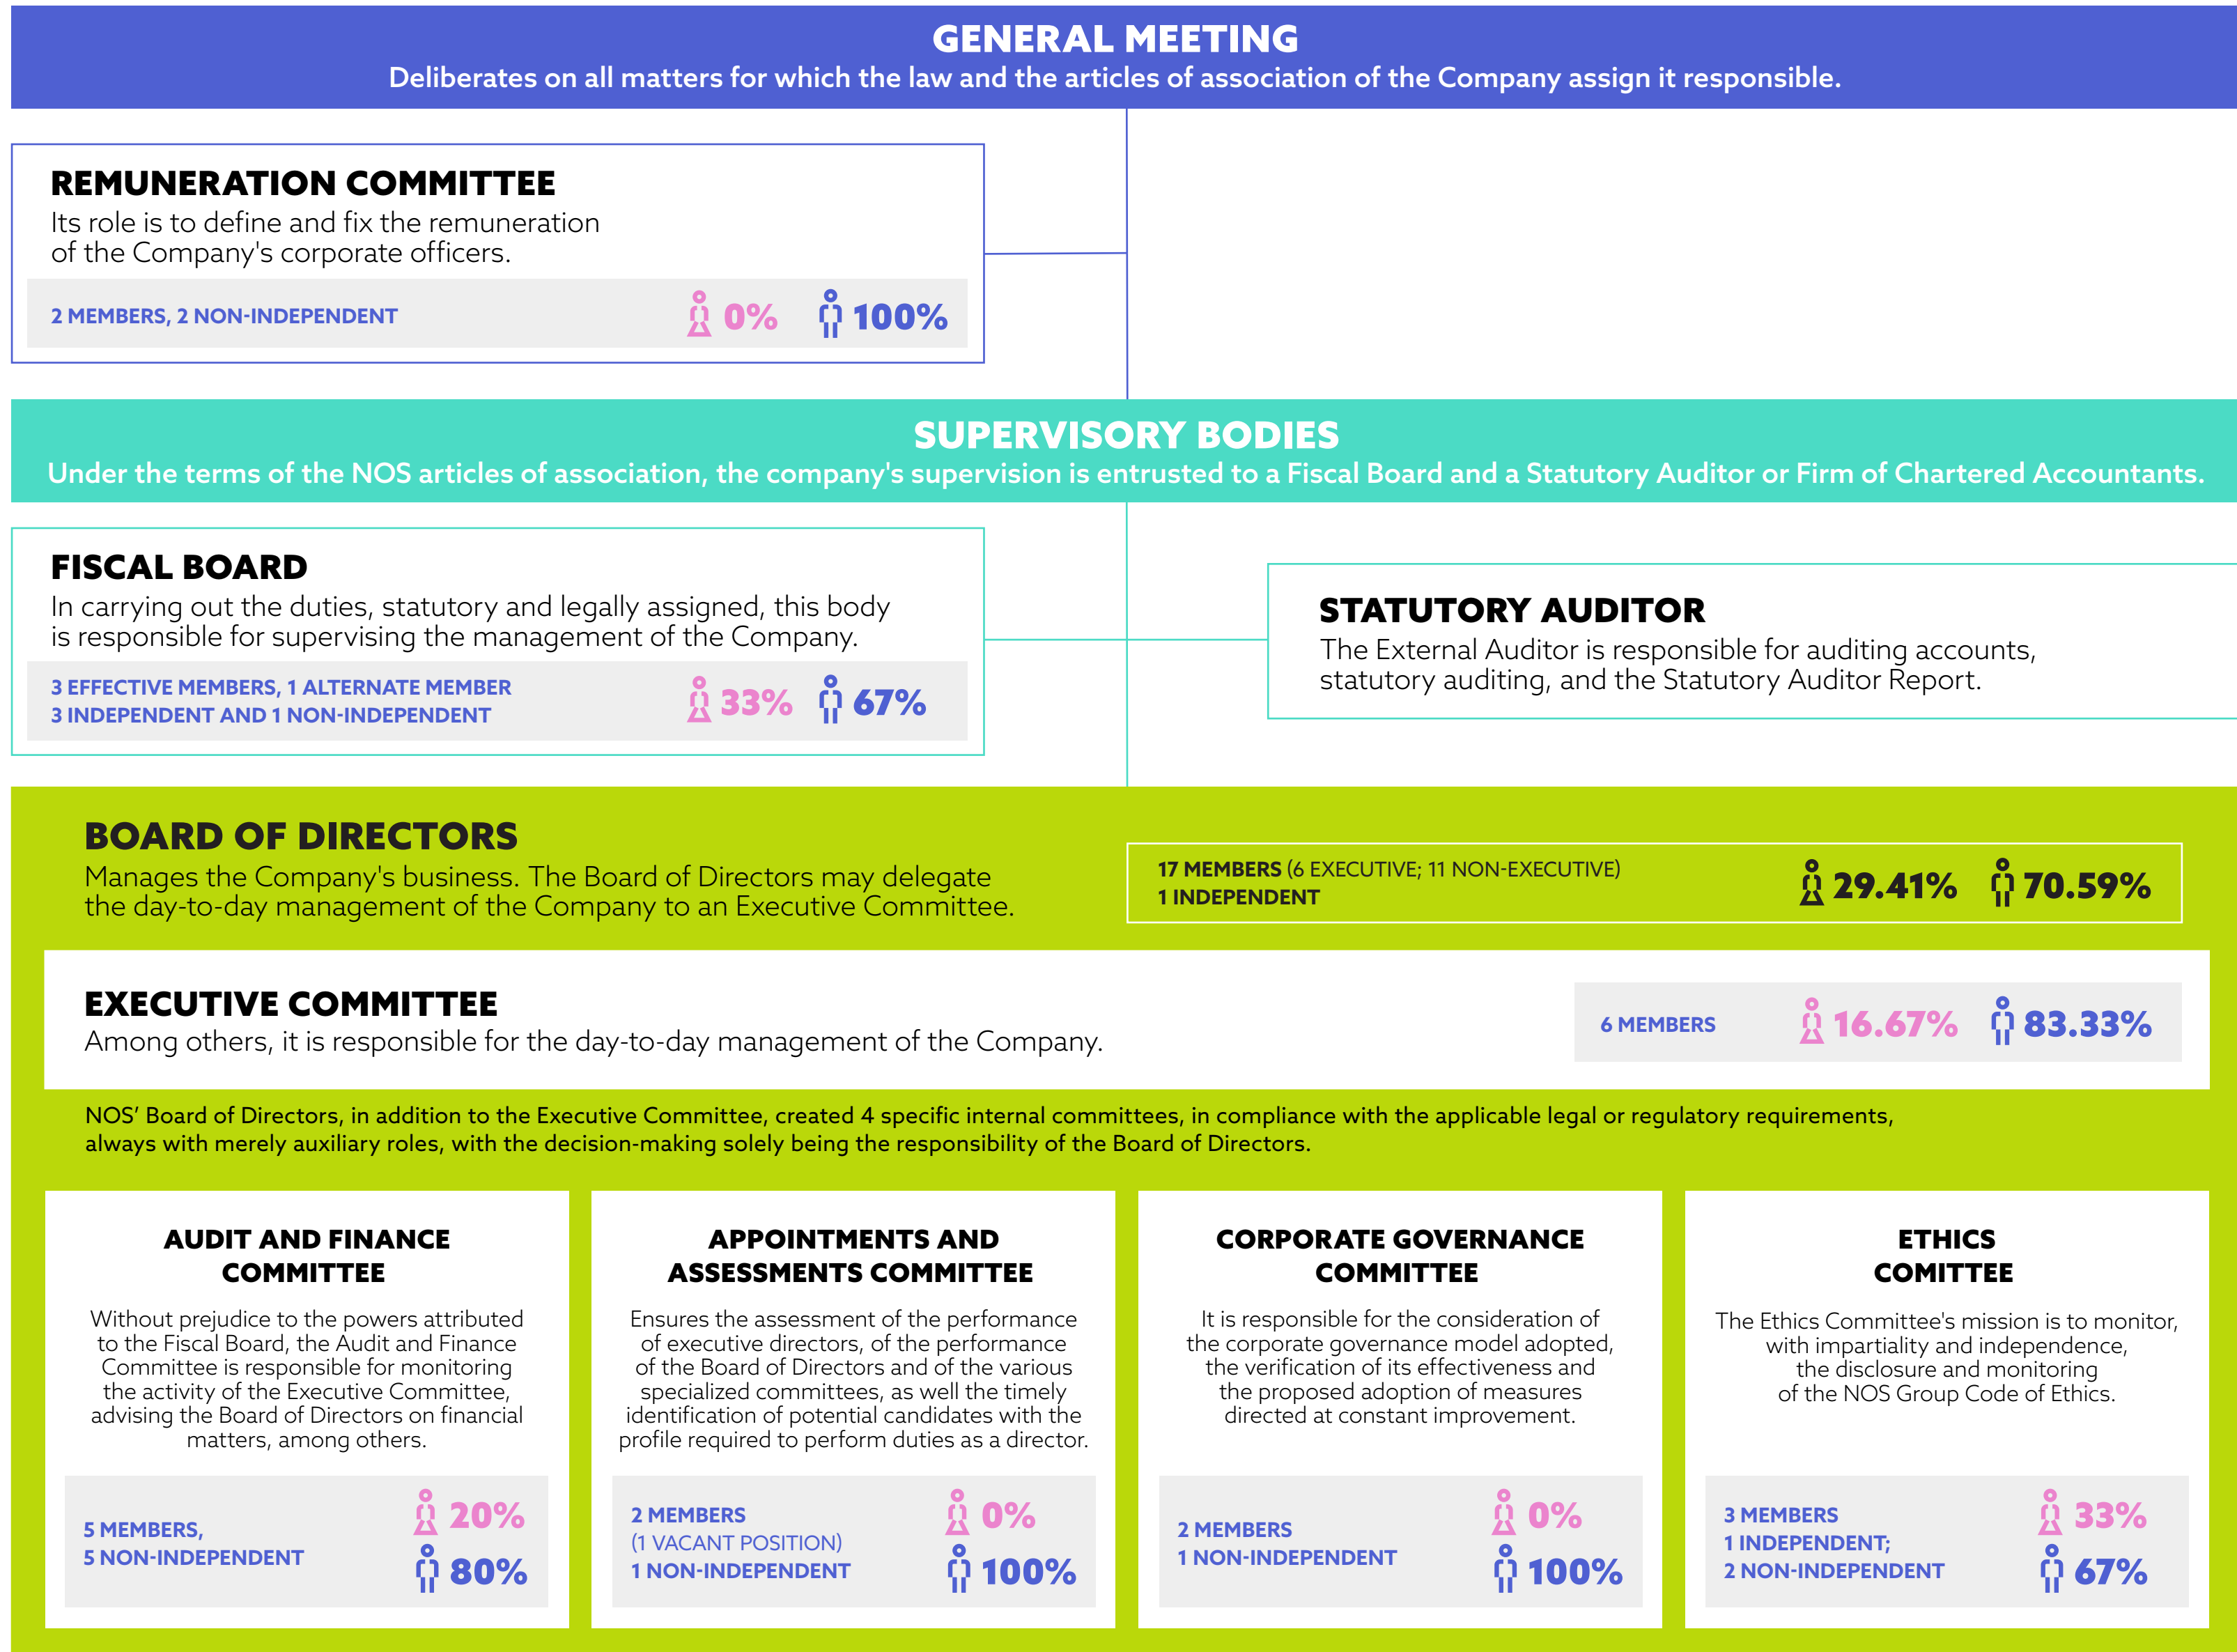 GENERAL MEETING
Deliberates on all matters for which the law and the articles of association of the Company assign it responsible.
REMUNERATION COMMITTEE
Its role is to define and fix the remuneration
of the Company's corporate officers.
2 MEMBERS, 2 NON-INDEPENDENT
0%
100%
SUPERVISORY BODIES
Under the terms of the NOS articles of association, the company's supervision is entrusted to a Fiscal Board and a Statutory Auditor or Firm of Chartered Accountants.
FISCAL BOARD
In carrying out the duties, statutory and legally assigned, this body
is responsible for supervising the management of the Company.
3 EFFECTIVE MEMBERS, 1 ALTERNATE MEMBER
3 INDEPENDENT AND 1 NON-INDEPENDENT
33%
67%
STATUTORY AUDITOR
The External Auditor is responsible for auditing accounts,
statutory auditing, and the Statutory Auditor Report.
BOARD OF DIRECTORS
Manages the Company's business. The Board of Directors may delegate
the day-to-day management of the Company to an Executive Committee.
17 MEMBERS (6 EXECUTIVE; 11 NON-EXECUTIVE)
1 INDEPENDENT
29.41%
70.59%
EXECUTIVE COMMITTEE
Among others, it is responsible for the day-to-day management of the Company.
6 MEMBERS
16.67%
83.33%
NOS’ Board of Directors, in addition to the Executive Committee, created 4 specific internal committees, in compliance with the applicable legal or regulatory requirements,
always with merely auxiliary roles, with the decision-making solely being the responsibility of the Board of Directors.
AUDIT AND FINANCE
COMMITTEE
Without prejudice to the powers attributed
to the Fiscal Board, the Audit and Finance
Committee is responsible for monitoring
the activity of the Executive Committee,
advising the Board of Directors on financial
matters, among others.
5 MEMBERS,
5 NON-INDEPENDENT
20%
80%
APPOINTMENTS AND
ASSESSMENTS COMMITTEE
Ensures the assessment of the performance
of executive directors, of the performance
of the Board of Directors and of the various
specialized committees, as well the timely
identification of potential candidates with the
profile required to perform duties as a director.
2 MEMBERS
(1 VACANT POSITION)
1 NON-INDEPENDENT
0%
100%
CORPORATE GOVERNANCE
COMMITTEE
It is responsible for the consideration of
the corporate governance model adopted,
the verification of its effectiveness and
the proposed adoption of measures
directed at constant improvement.
2 MEMBERS
1 NON-INDEPENDENT
0%
100%
ETHICS
COMITTEE
The Ethics Committee's mission is to monitor,
with impartiality and independence,
the disclosure and monitoring
of the NOS Group Code of Ethics.
3 MEMBERS
1 INDEPENDENT;
2 NON-INDEPENDENT
33%
67%